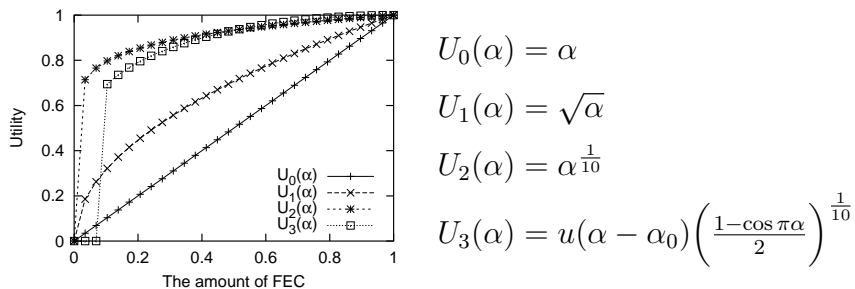 1
0.8
0.6
0.4
0.2
0
Utility
0 0.2 0.4 0.6 0.8 1
The amount of FEC
U₀(α)
U₁(α)
U₂(α)
U₃(α)
U₀(α) = α
U₁(α) = √α
U₂(α) = α^(1/10)
U₃(α) = u(α − α₀)((1−cos πα)/2)^(1/10)